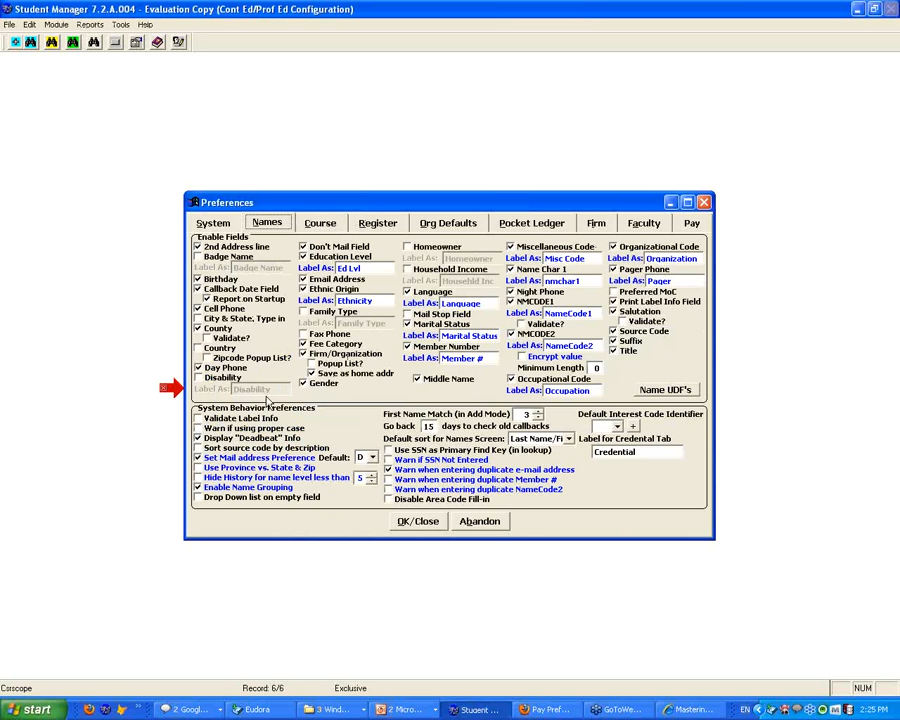 Student Manager 7.2.A.004 - Evaluation Copy (Cont Ed/Prof Ed Configuration)
File Edit Module Reports Tools Help
Preferences
System Names Course Register Org Defaults Pocket Ledger Firm Faculty Pay
Enable Fields
2nd Address line
Badge Name
Label As: Badge Name
Birthday
Callback Date Field
Report on Startup
Cell Phone
City & State, Type in
County
Validate?
Country
Zipcode Popup List?
Day Phone
Disability
Label As: Disability
Don't Mail Field
Education Level
Label As: Ed Lvl
Email Address
Ethnic Origin
Label As: Ethnicity
Family Type
Label As: Family Type
Fax Phone
Fee Category
Firm/Organization
Popup List?
Save as home addr
Gender
Homeowner
Label As: Homeowner
Household Income
Label As: Househld Inc
Language
Label As: Language
Mail Stop Field
Marital Status
Label As: Marital Status
Member Number
Label As: Member #
Middle Name
Miscellaneous Code
Label As: Misc Code
Name Char 1
Label As: nmchar1
Night Phone
NMCODE1
Label As: NameCode1
Validate?
NMCODE2
Label As: NameCode2
Encrypt value
Minimum Length 0
Occupational Code
Label As: Occupation
Organizational Code
Label As: Organization
Pager Phone
Label As: Pager
Preferred MoC
Print Label Info Field
Salutation
Validate?
Source Code
Suffix
Title
Name UDF's
System Behavior Preferences
Validate Label Info
Warn if using proper case
Display "Deadbeat" Info
Sort source code by description
Set Mail address Preference Default: D
Use Province vs. State & Zip
Hide History for name level less than 5
Enable Name Grouping
Drop Down list on empty field
First Name Match (in Add Mode) 3
Go back 15 days to check old callbacks
Default sort for Names Screen: Last Name/Fi
Use SSN as Primary Find Key (in lookup)
Warn if SSN Not Entered
Warn when entering duplicate e-mail address
Warn when entering duplicate Member #
Warn when entering duplicate NameCode2
Disable Area Code Fill-in
Default Interest Code Identifier
+
Label for Credental Tab
Credential
OK/Close Abandon
Csrscope Record: 6/6 Exclusive NUM
start 2 Googl... Eudora 3 Wind... 2 Micro... Student ... Pay Pref... GoToWe... Masterin... EN 2:25 PM